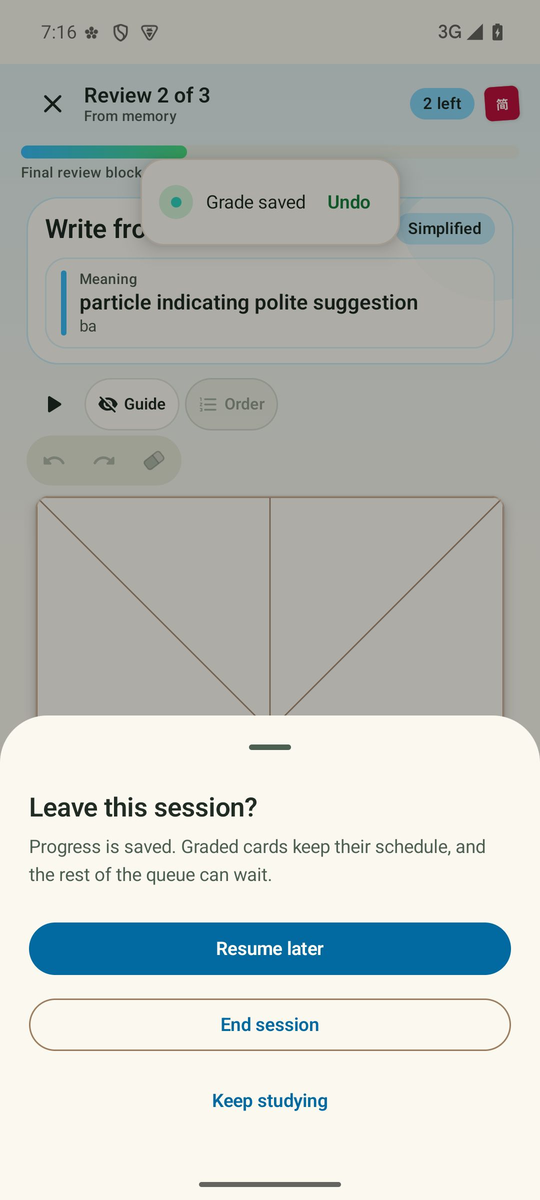 7:16
3G
Review 2 of 3
From memory
2 left
简
Final review block
Grade saved
Undo
Write fro
Simplified
Meaning
particle indicating polite suggestion
ba
Guide
Order
Leave this session?
Progress is saved. Graded cards keep their schedule, and
the rest of the queue can wait.
Resume later
End session
Keep studying